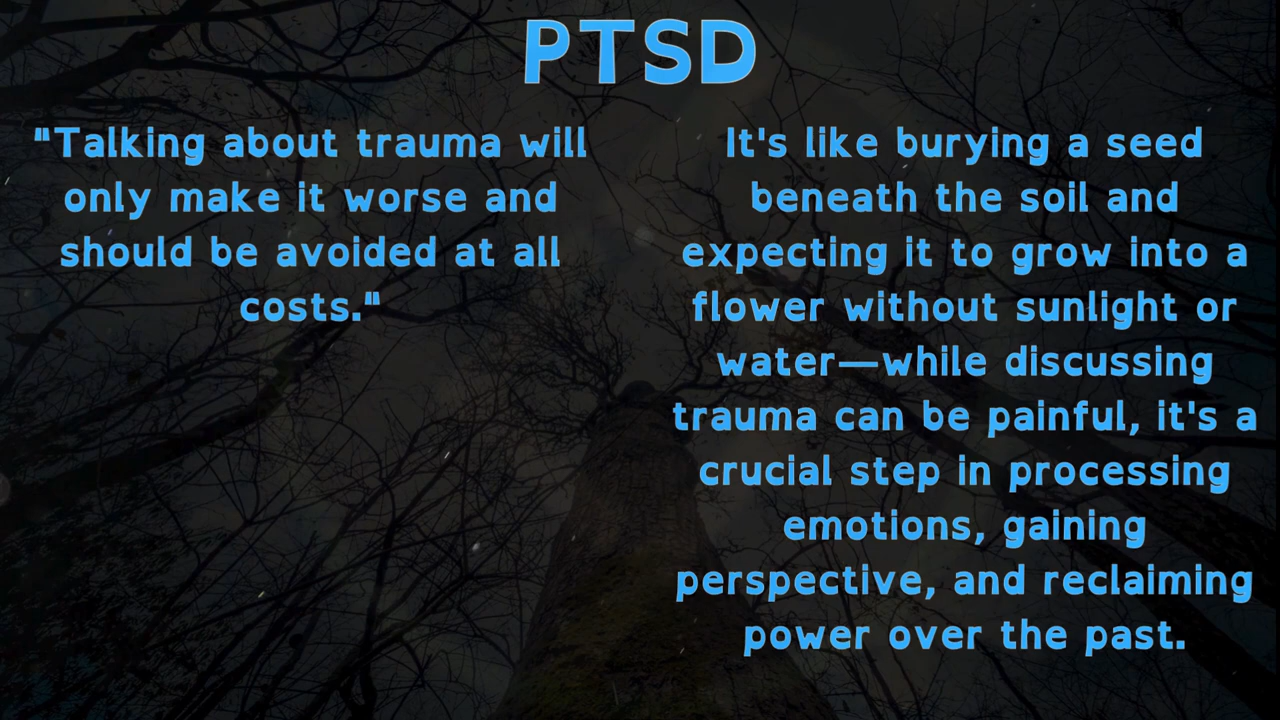 PTSD
"Talking about trauma will
only make it worse and
should be avoided at all
costs."
It's like burying a seed
beneath the soil and
expecting it to grow into a
flower without sunlight or
water—while discussing
trauma can be painful, it's a
crucial step in processing
emotions, gaining
perspective, and reclaiming
power over the past.